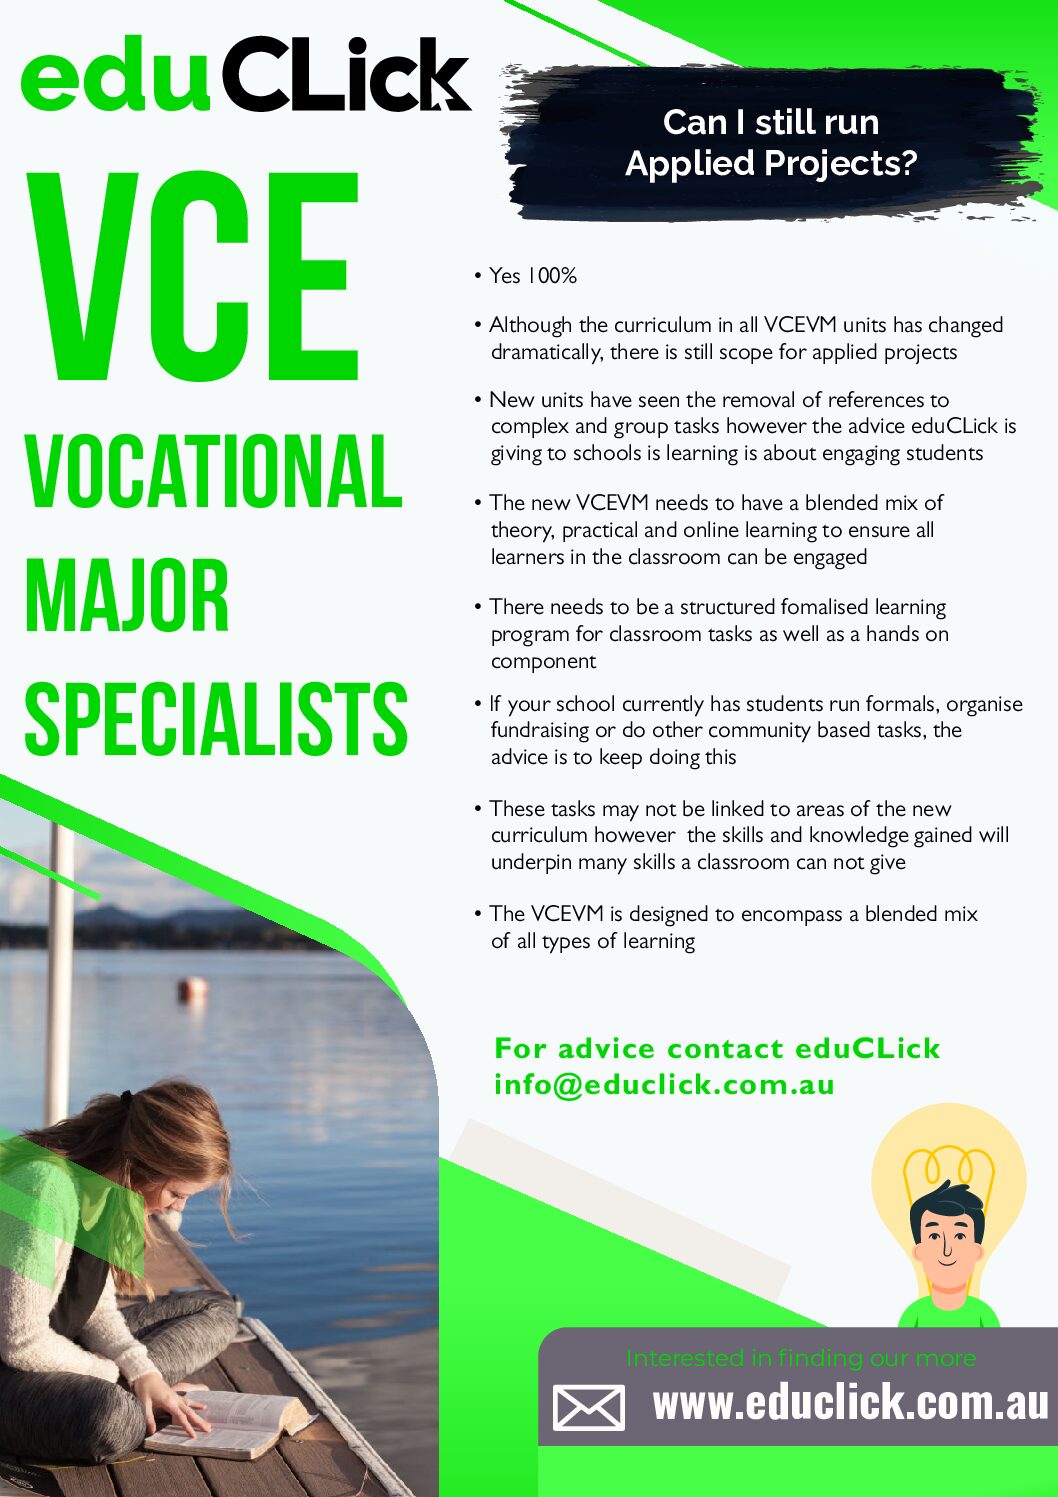 eduCLick
VCE
VOCATIONAL
MAJOR
SPECIALISTS
Can I still run
Applied Projects?
• Yes 100%
• Although the curriculum in all VCEVM units has changed
dramatically, there is still scope for applied projects
• New units have seen the removal of references to
complex and group tasks however the advice eduCLick is
giving to schools is learning is about engaging students
• The new VCEVM needs to have a blended mix of
theory, practical and online learning to ensure all
learners in the classroom can be engaged
• There needs to be a structured fomalised learning
program for classroom tasks as well as a hands on
component
• If your school currently has students run formals, organise
fundraising or do other community based tasks, the
advice is to keep doing this
• These tasks may not be linked to areas of the new
curriculum however  the skills and knowledge gained will
underpin many skills a classroom can not give
• The VCEVM is designed to encompass a blended mix
of all types of learning
For advice contact eduCLick
info@educlick.com.au
Interested in finding our more
www.educlick.com.au